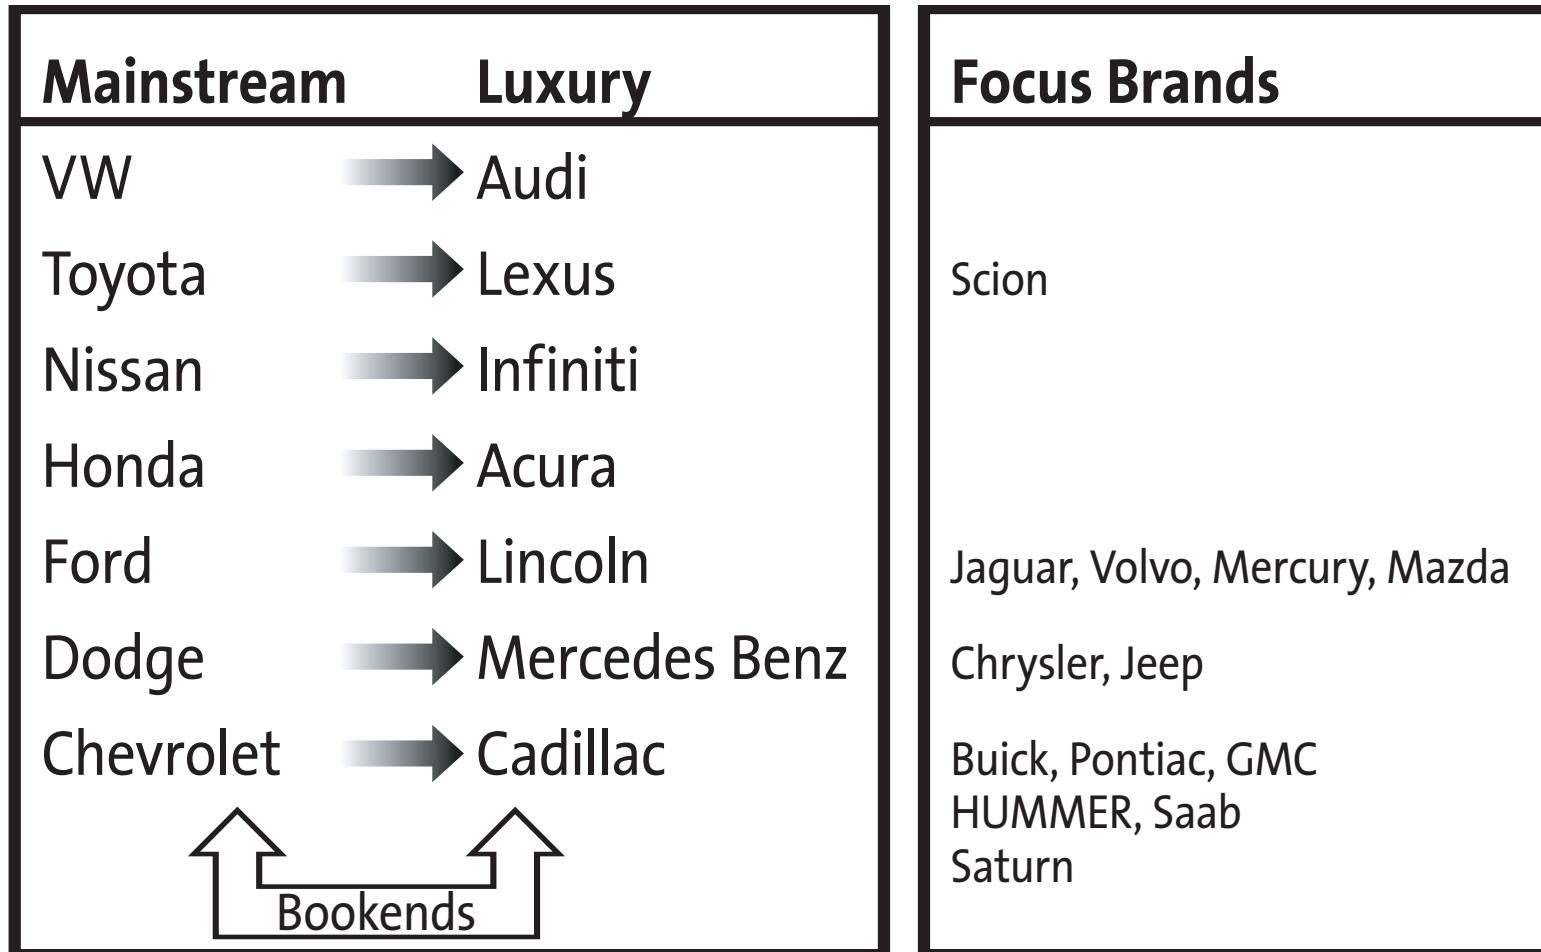 Mainstream Luxury Focus Brands
VW Audi
Toyota Lexus Scion
Nissan Infiniti
Honda Acura
Ford Lincoln Jaguar, Volvo, Mercury, Mazda
Dodge Mercedes Benz Chrysler, Jeep
Chevrolet Cadillac Buick, Pontiac, GMC
HUMMER, Saab
Saturn
Bookends